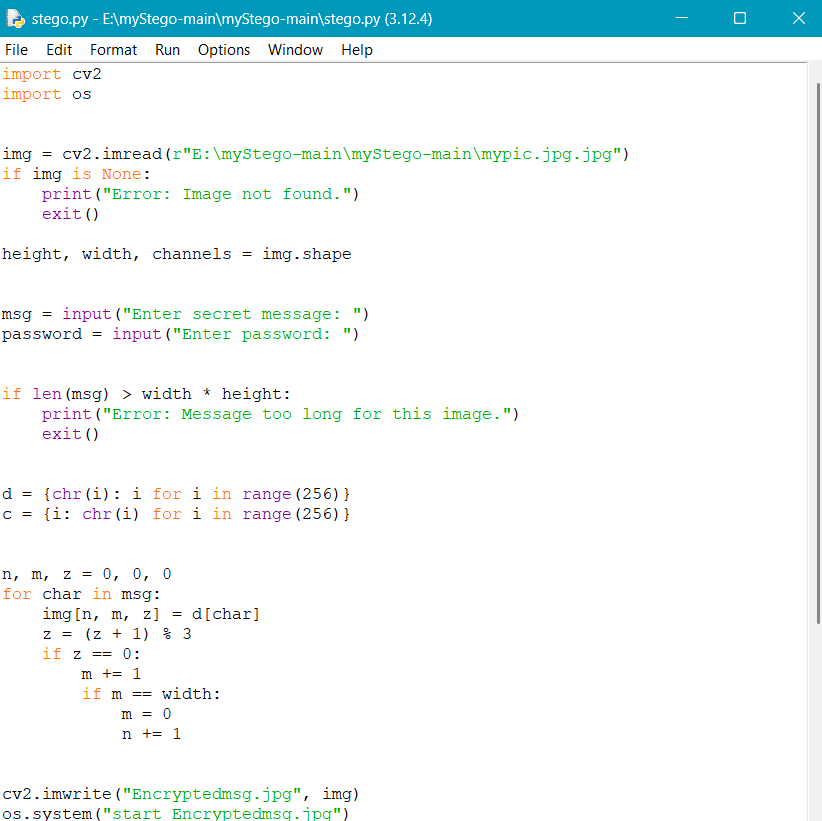 stego.py - E:\myStego-main\myStego-main\stego.py (3.12.4)
File Edit Format Run Options Window Help
import cv2
import os
img = cv2.imread(r"E:\myStego-main\myStego-main\mypic.jpg.jpg")
if img is None:
    print("Error: Image not found.")
    exit()
height, width, channels = img.shape
msg = input("Enter secret message: ")
password = input("Enter password: ")
if len(msg) > width * height:
    print("Error: Message too long for this image.")
    exit()
d = {chr(i): i for i in range(256)}
c = {i: chr(i) for i in range(256)}
n, m, z = 0, 0, 0
for char in msg:
    img[n, m, z] = d[char]
    z = (z + 1) % 3
    if z == 0:
        m += 1
        if m == width:
            m = 0
            n += 1
cv2.imwrite("Encryptedmsg.jpg", img)
os.system("start Encryptedmsg.jpg")